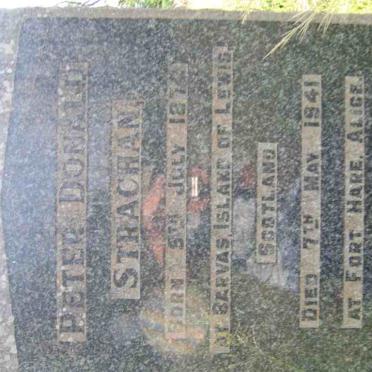 PETER DONALD
STRACHAN
BORN 5TH JULY
AT BARVAS, ISLAND OF LEWIS,
SCOTLAND
DIED 7TH MAY 1941
AT FORT HARE, ALICE.